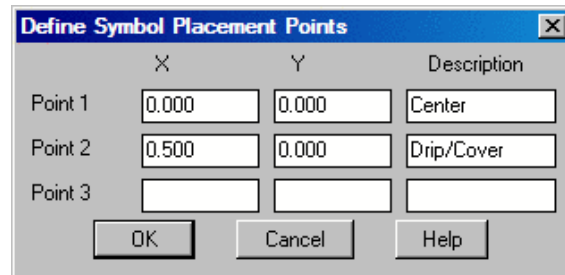 Define Symbol Placement Points
X Y Description
Point 1 0.000 0.000 Center
Point 2 0.500 0.000 Drip/Cover
Point 3
OK Cancel Help